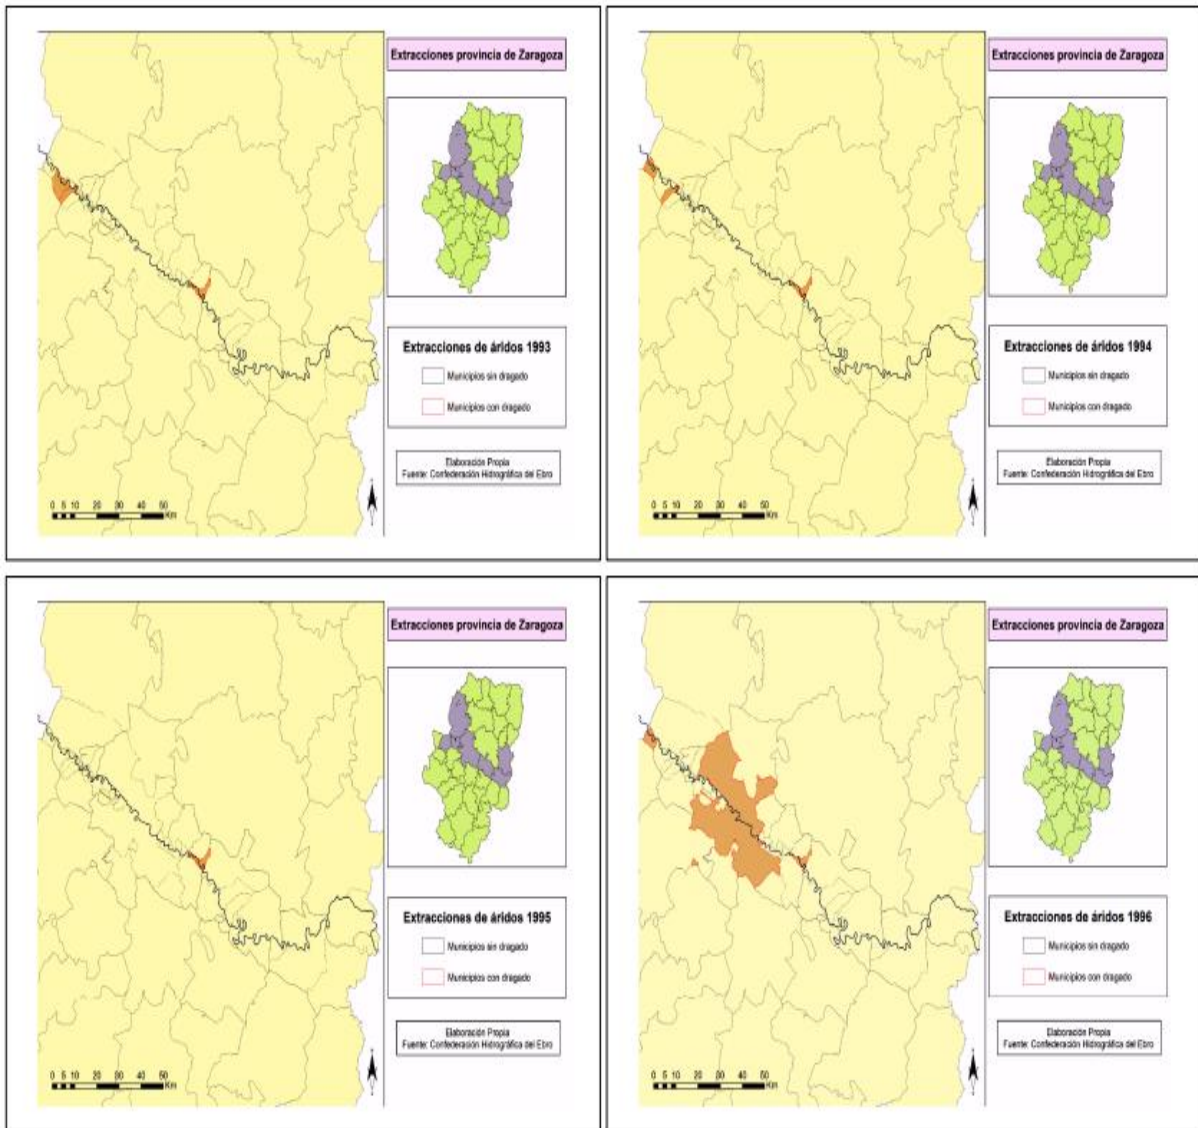 Extracciones provincia de Zaragoza
Extracciones de áridos 1993
Municipios sin dragado
Municipios con dragado
Elaboración Propia
Fuente: Confederación Hidrográfica del Ebro
0 5 10 20 30 40 50
Km
Extracciones provincia de Zaragoza
Extracciones de áridos 1994
Municipios sin dragado
Municipios con dragado
Elaboración Propia
Fuente: Confederación Hidrográfica del Ebro
0 5 10 20 30 40 50
Km
Extracciones provincia de Zaragoza
Extracciones de áridos 1995
Municipios sin dragado
Municipios con dragado
Elaboración Propia
Fuente: Confederación Hidrográfica del Ebro
0 5 10 20 30 40 50
Km
Extracciones provincia de Zaragoza
Extracciones de áridos 1996
Municipios sin dragado
Municipios con dragado
Elaboración Propia
Fuente: Confederación Hidrográfica del Ebro
0 5 10 20 30 40 50
Km